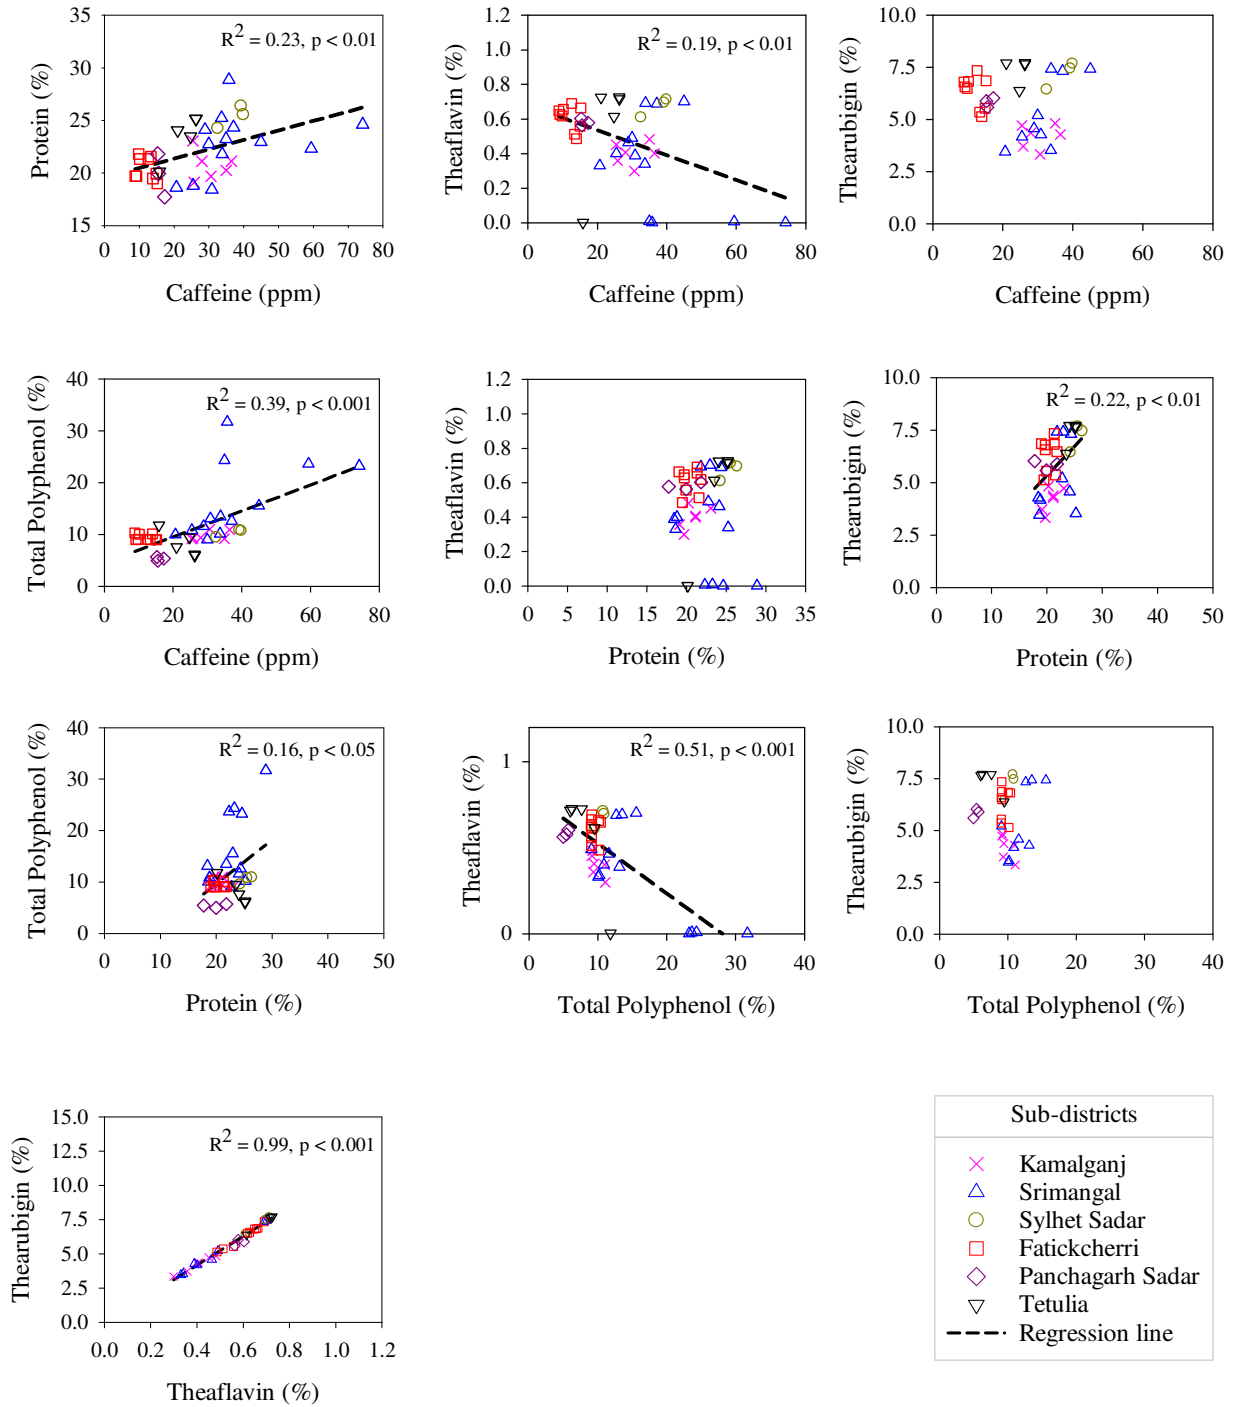 R2 = 0.23, p < 0.01
Protein (%)
35
30
25
20
15
0 10 20 30 40 50 60 70 80
Caffeine (ppm)
R2 = 0.19, p < 0.01
Theaflavin (%)
1.2
1.0
0.8
0.6
0.4
0.2
0.0
0 20 40 60 80
Caffeine (ppm)
Thearubigin (%)
10.0
7.5
5.0
2.5
0.0
0 20 40 60 80
Caffeine (ppm)
R2 = 0.39, p < 0.001
Total Polyphenol (%)
40
30
20
10
0
0 20 40 60 80
Caffeine (ppm)
Theaflavin (%)
1.2
1.0
0.8
0.6
0.4
0.2
0.0
0 5 10 15 20 25 30 35
Protein (%)
R2 = 0.22, p < 0.01
Thearubigin (%)
10.0
7.5
5.0
2.5
0.0
0 10 20 30 40 50
Protein (%)
R2 = 0.16, p < 0.05
Total Polyphenol (%)
40
30
20
10
0
0 10 20 30 40 50
Protein (%)
R2 = 0.51, p < 0.001
Theaflavin (%)
1
0
0 10 20 30 40
Total Polyphenol (%)
Thearubigin (%)
10.0
7.5
5.0
2.5
0.0
0 10 20 30 40
Total Polyphenol (%)
R2 = 0.99, p < 0.001
Thearubigin (%)
15.0
12.5
10.0
7.5
5.0
2.5
0.0
0.0 0.2 0.4 0.6 0.8 1.0 1.2
Theaflavin (%)
Sub-districts
Kamalganj
Srimangal
Sylhet Sadar
Fatickcherri
Panchagarh Sadar
Tetulia
Regression line